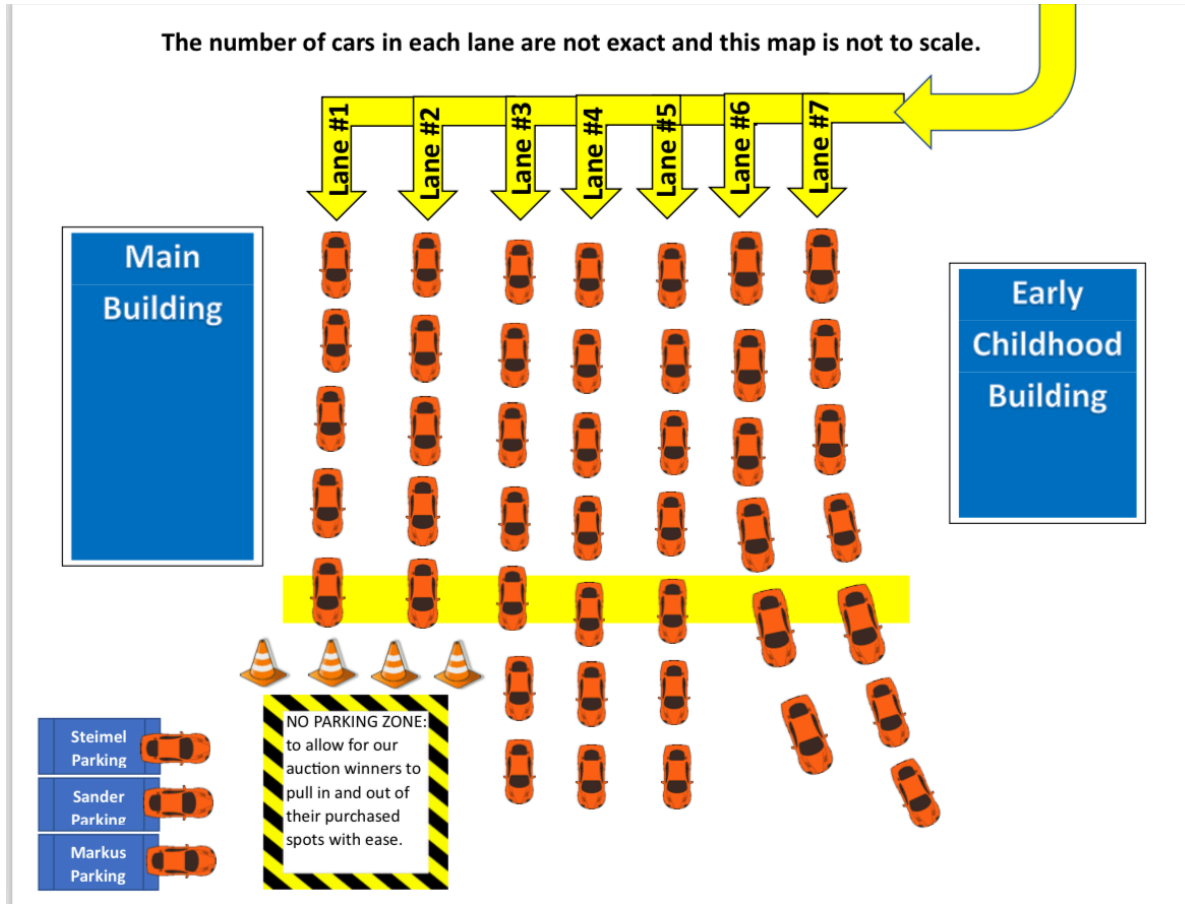 The number of cars in each lane are not exact and this map is not to scale.
Lane #1
Lane #2
Lane #3
Lane #4
Lane #5
Lane #6
Lane #7
Main
Building
Early
Childhood
Building
NO PARKING ZONE:
to allow for our
auction winners to
pull in and out of
their purchased
spots with ease.
Steimel
Parking
Sander
Parking
Markus
Parking